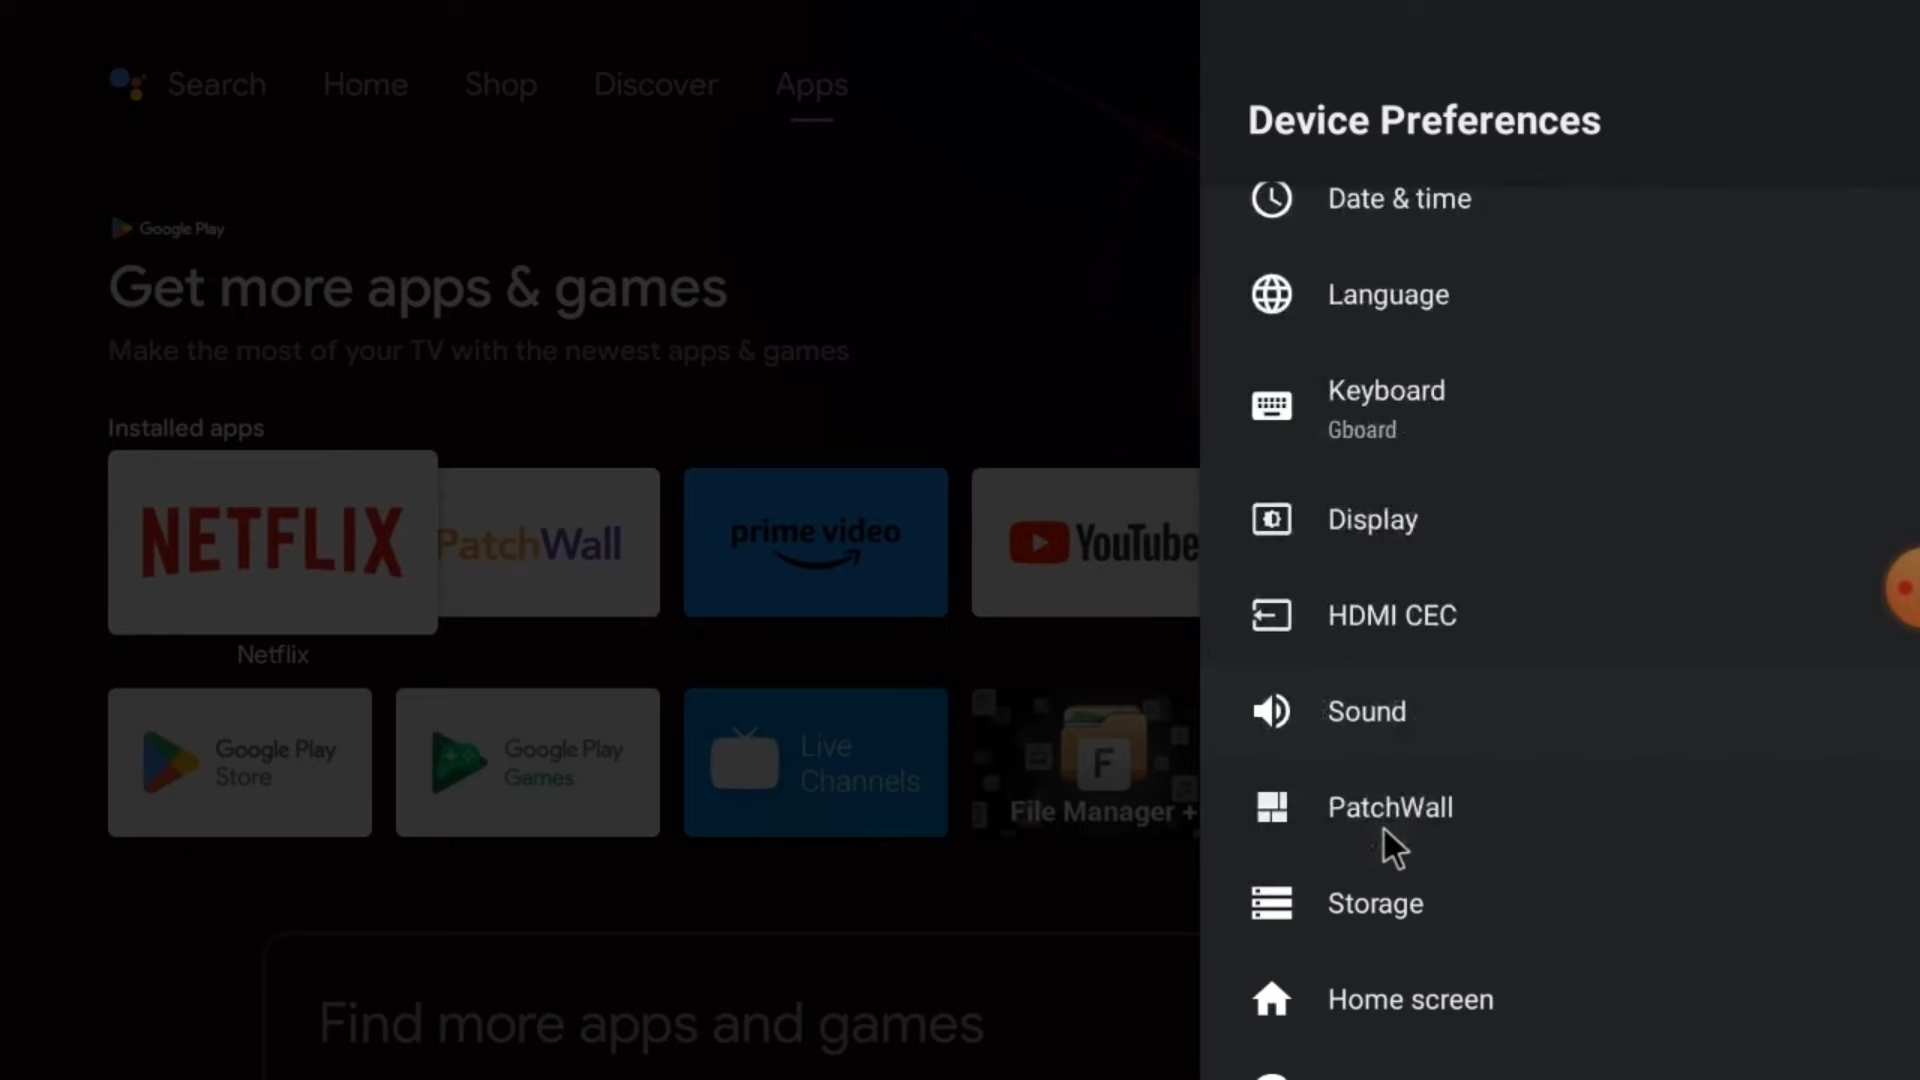 Search Home Shop Discover Apps
Google Play
Get more apps & games
Make the most of your TV with the newest apps & games
Installed apps
NETFLIX
PatchWall
prime video
YouTube
Netflix
Google Play
Store
Google Play
Games
Live
Channels
F
File Manager +
Find more apps and games
Device Preferences
Date & time
Language
Keyboard
Gboard
Display
HDMI CEC
Sound
PatchWall
Storage
Home screen